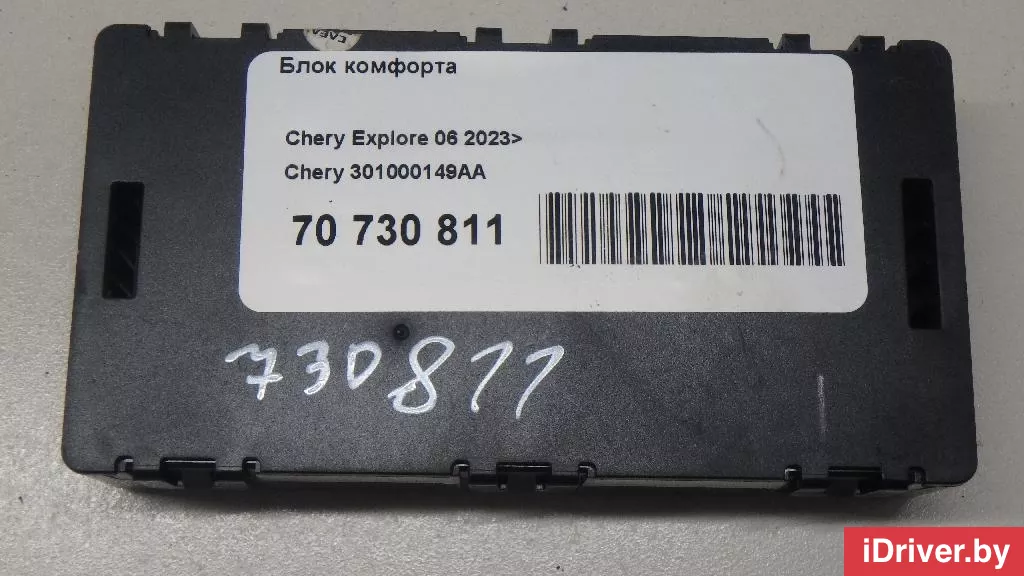 Блок комфорта
Chery Explore 06 2023>
Chery 301000149AA
70 730 811
730811
iDriver.by